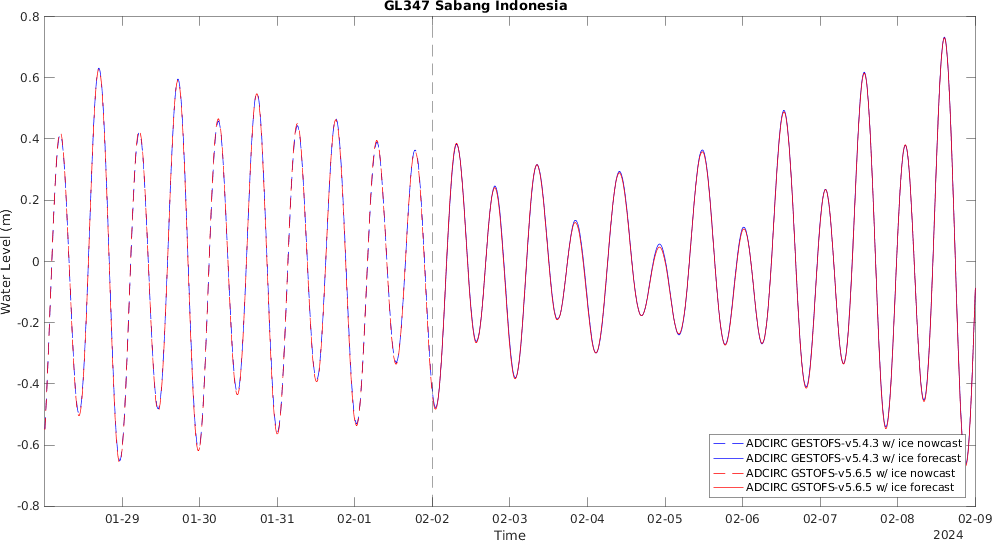 GL347 Sabang Indonesia
0.8
0.6
0.4
0.2
0
-0.2
-0.4
-0.6
-0.8
Water Level (m)
ADCIRC GESTOFS-v5.4.3 w/ ice nowcast
ADCIRC GESTOFS-v5.4.3 w/ ice forecast
ADCIRC GSTOFS-v5.6.5 w/ ice nowcast
ADCIRC GSTOFS-v5.6.5 w/ ice forecast
01-29 01-30 01-31 02-01 02-02 02-03 02-04 02-05 02-06 02-07 02-08 02-09
Time
2024